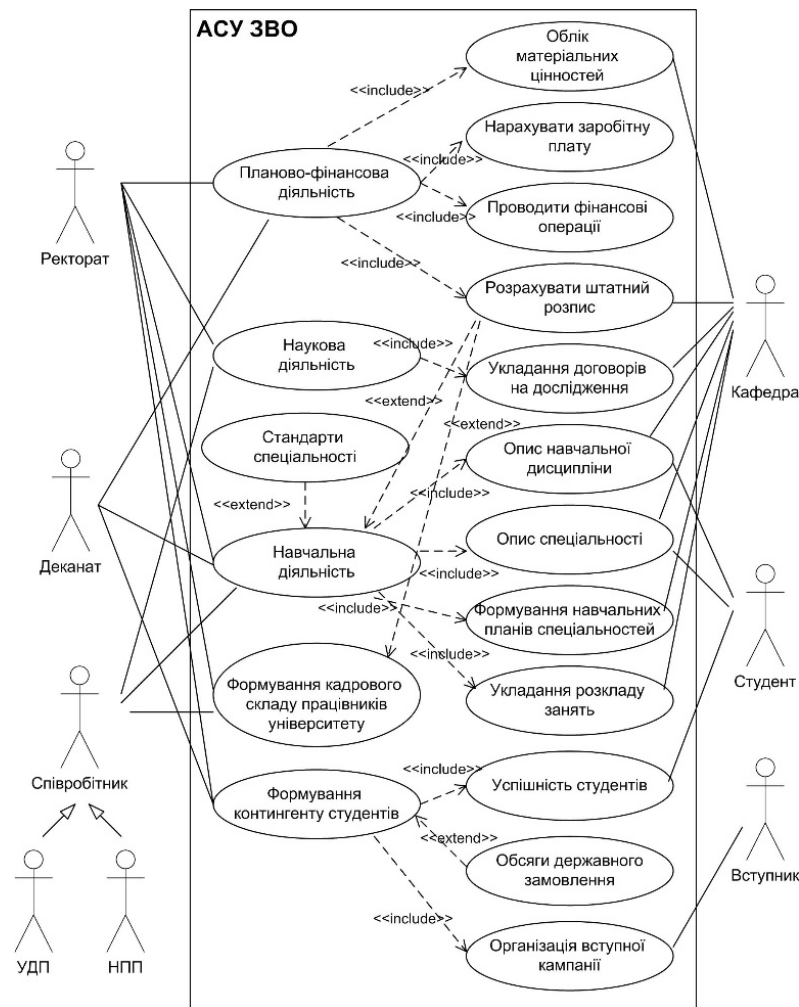 АСУ ЗВО
Облік
матеріальних
цінностей
<<include>>
Нарахувати заробітну
плату
<<include>>
Планово-фінансова
діяльність
<<include>>
Проводити фінансові
операції
Ректорат
<<include>>
Розрахувати штатний
розпис
Наукова
діяльність
<<include>>
Укладання договорів
на дослідження
Кафедра
<<extend>>
<<extend>>
Стандарти
спеціальності
Опис навчальної
дисципліни
<<extend>>
<<include>>
Деканат
Навчальна
діяльність
Опис спеціальності
<<include>>
<<include>>
Формування навчальних
планів спеціальностей
<<include>>
Студент
Формування кадрового
складу працівників
університету
Укладання розкладу
занять
Співробітник
<<include>>
Формування
контингенту студентів
Успішність студентів
<<extend>>
Обсяги державного
замовлення
Вступник
<<include>>
Організація вступної
кампанії
УДП
НПП